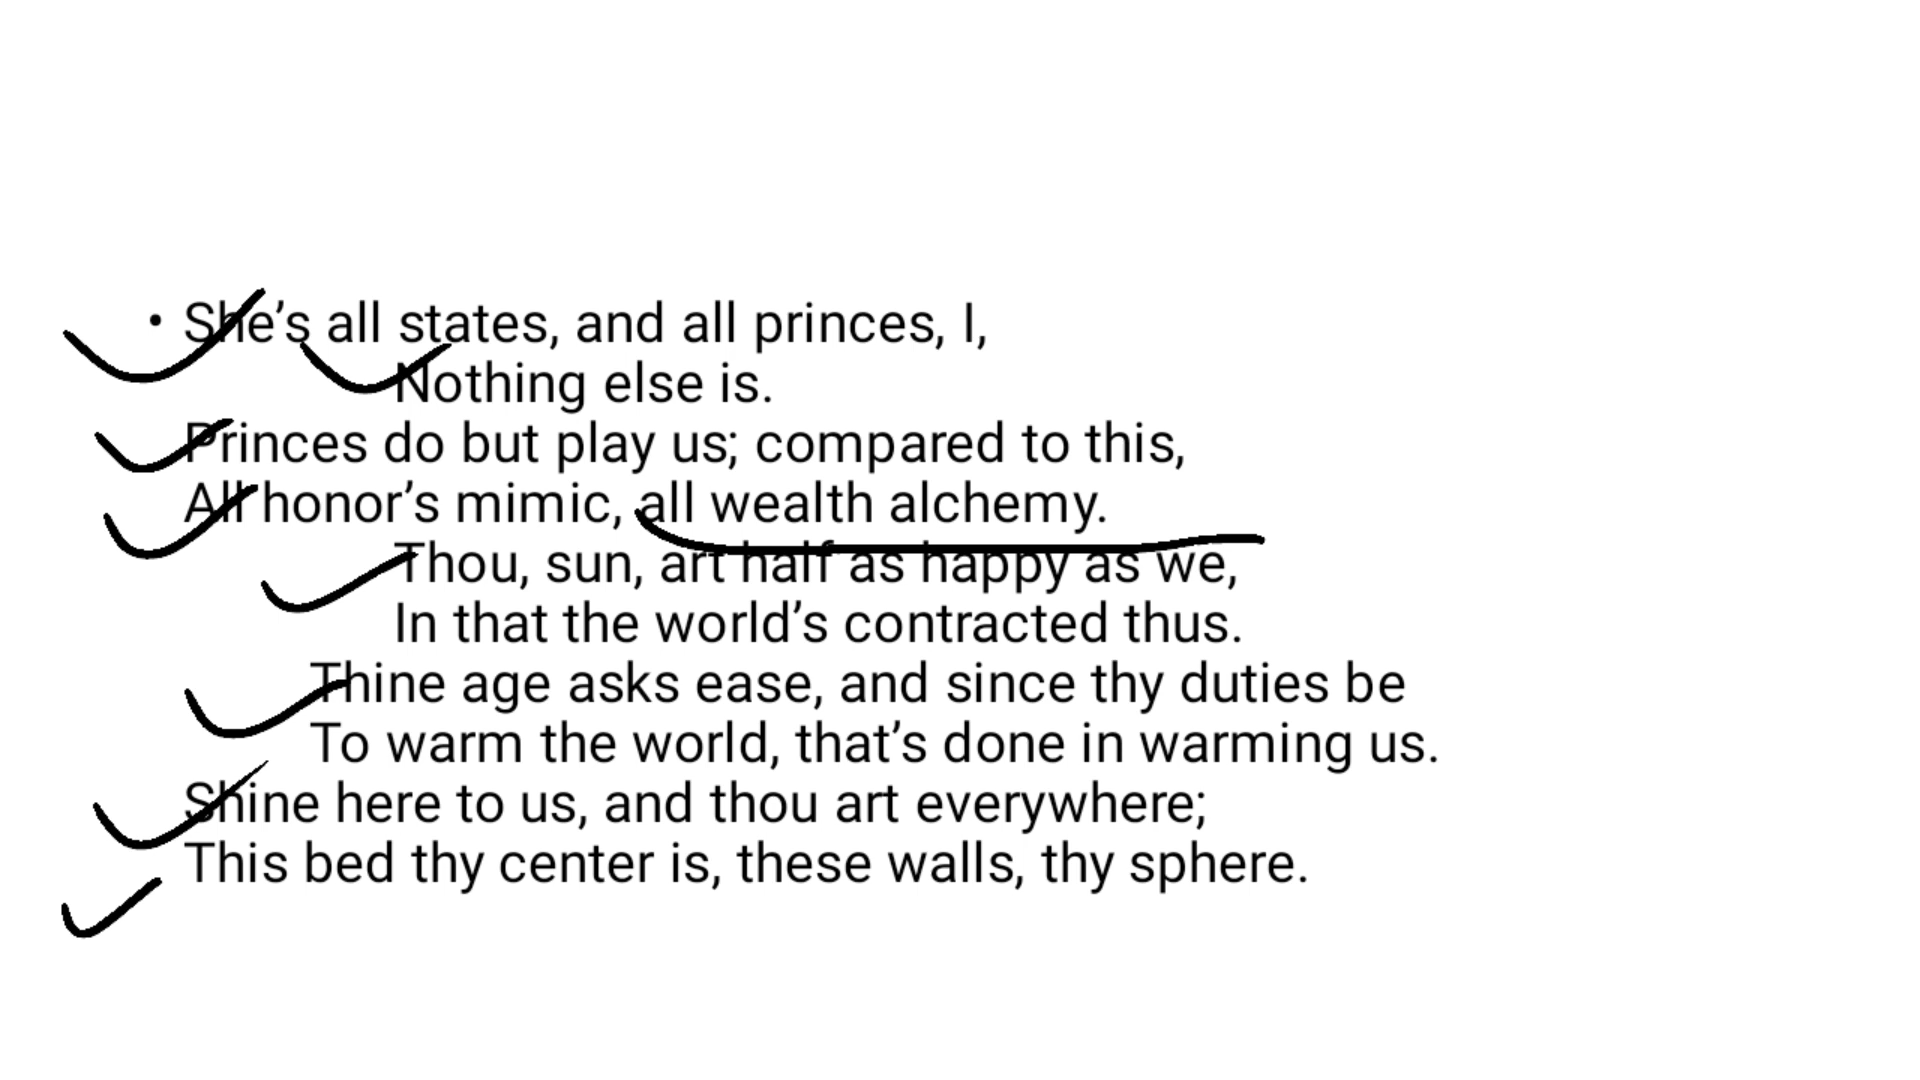 • She’s all states, and all princes, I,
Nothing else is.
Princes do but play us; compared to this,
All honor’s mimic, all wealth alchemy.
Thou, sun, art half as happy as we,
In that the world’s contracted thus.
Thine age asks ease, and since thy duties be
To warm the world, that’s done in warming us.
Shine here to us, and thou art everywhere;
This bed thy center is, these walls, thy sphere.